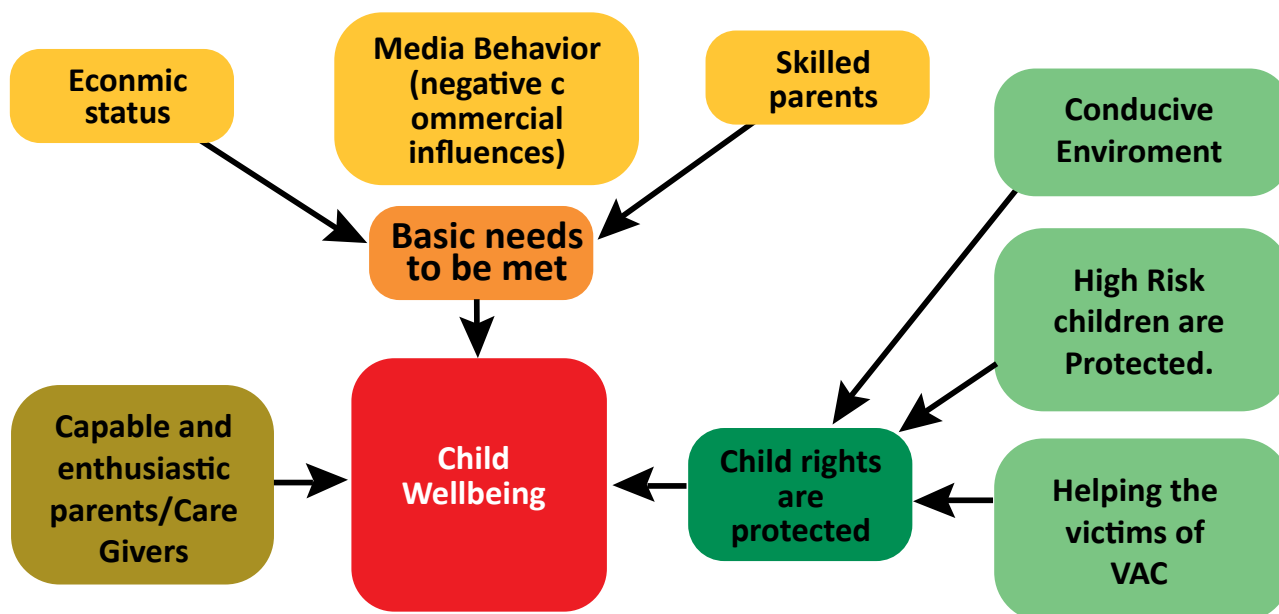 Econmic
status
Media Behavior
(negative c
ommercial
influences)
Skilled
parents
Conducive
Enviroment
Basic needs
to be met
High Risk
children are
Protected.
Capable and
enthusiastic
parents/Care
Givers
Child
Wellbeing
Child rights
are
protected
Helping the
victims of
VAC